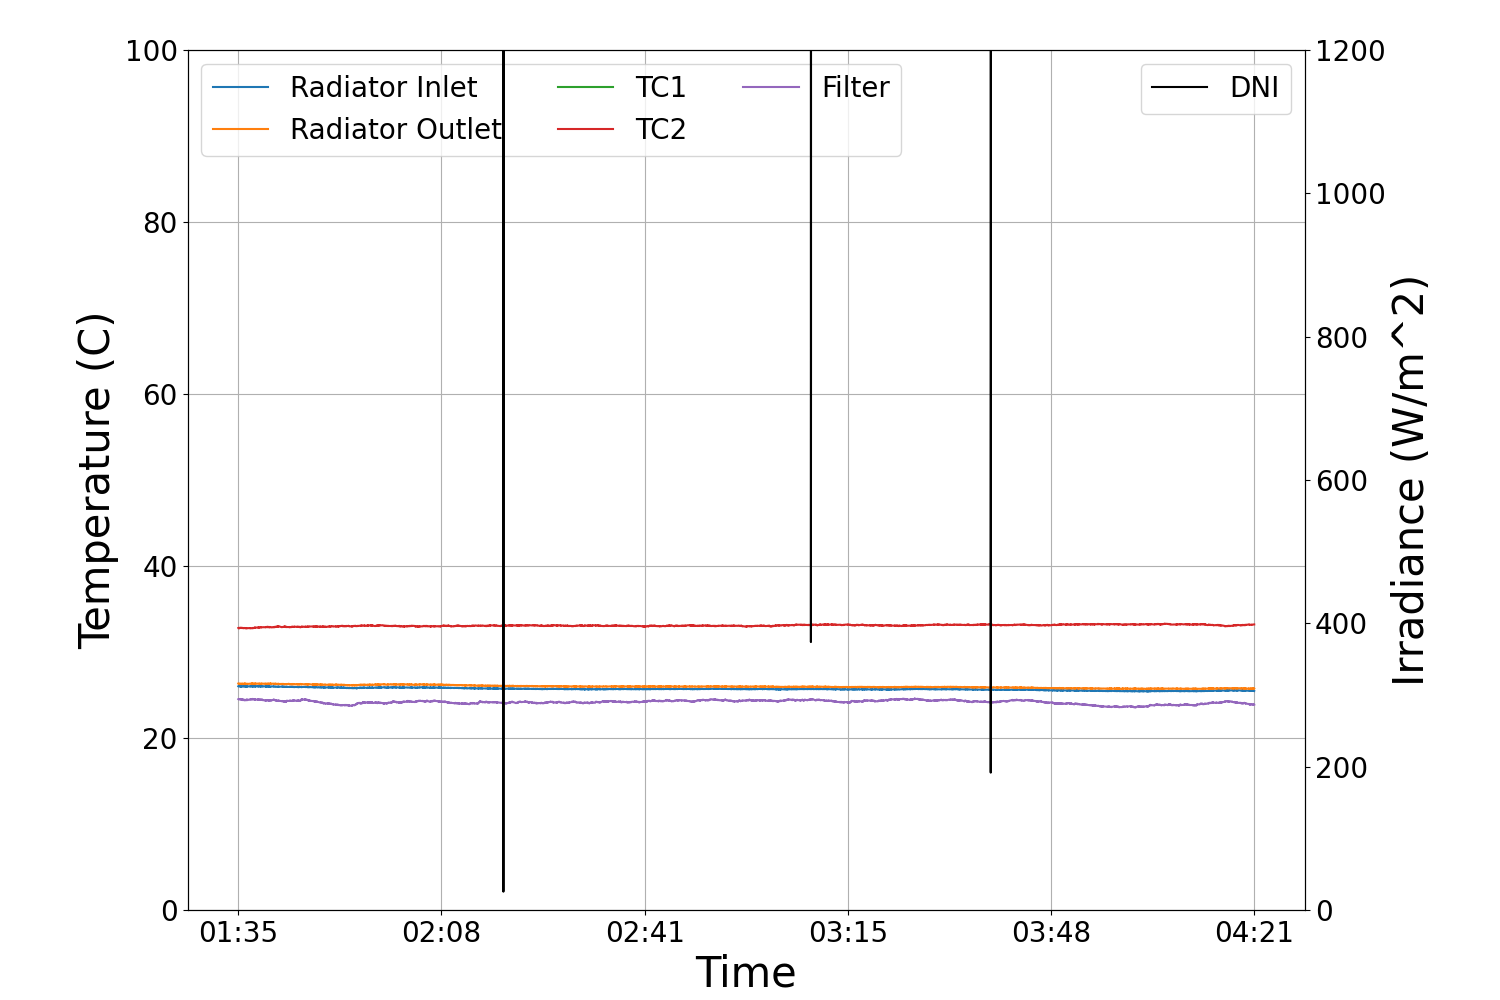 100
80
60
40
20
0
Temperature (C)
Radiator Inlet
Radiator Outlet
TC1
TC2
Filter
DNI
1200
1000
800
600
400
200
0
Irradiance (W/m^2)
01:35 02:08 02:41 03:15 03:48 04:21
Time